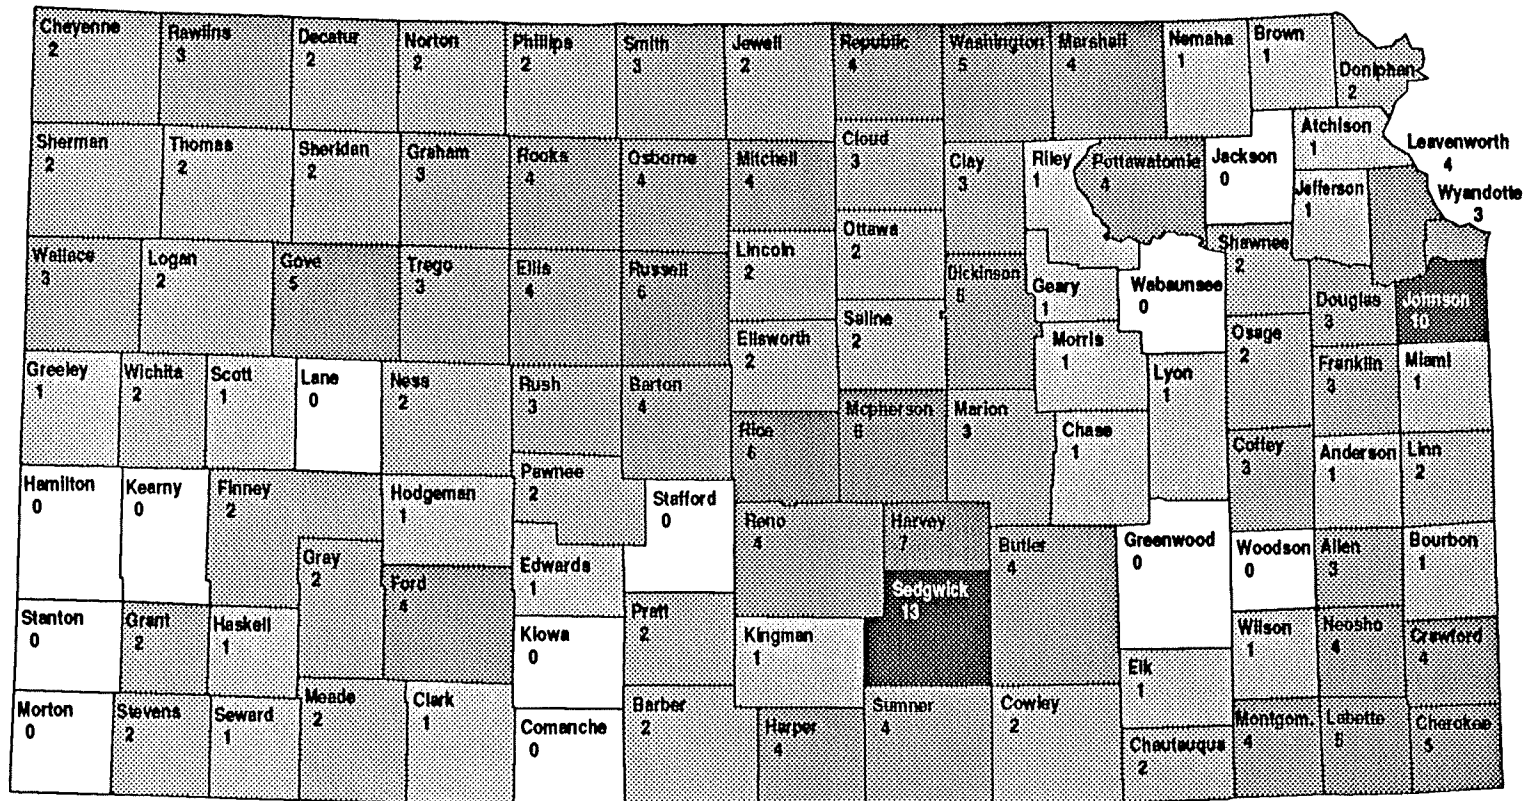 Cheyenne
2
Rawlins
3
Decatur
2
Norton
2
Phillips
2
Smith
3
Jewell
2
Republic
4
Washington
5
Marshall
4
Nemaha
1
Brown
1
Doniphan
2
Sherman
2
Thomas
2
Sheridan
2
Graham
3
Rooks
4
Osborne
4
Mitchell
4
Cloud
3
Clay
3
Riley
1
Pottawatomie
4
Jackson
0
Atchison
1
Leavenworth
4
Jefferson
1
Wyandotte
3
Wallace
3
Logan
2
Gove
5
Trego
3
Ellis
4
Russell
6
Lincoln
2
Ottawa
2
Dickinson
Geary
1
Wabaunsee
0
Shawnee
2
Douglas
3
Johnson
10
Greeley
1
Wichita
2
Scott
1
Lane
0
Ness
2
Rush
3
Barton
4
Ellsworth
2
Saline
2
Morris
1
Lyon
1
Osage
2
Franklin
3
Miami
1
Rice
6
Mcpherson
6
Marion
3
Chase
1
Coffey
3
Anderson
1
Linn
2
Hamilton
0
Kearny
0
Finney
2
Hodgeman
1
Pawnee
2
Stafford
0
Reno
4
Harvey
7
Butler
4
Greenwood
0
Woodson
0
Allen
3
Bourbon
1
Gray
2
Ford
4
Edwards
1
Sedgwick
13
Stanton
0
Grant
2
Haskell
1
Kiowa
0
Pratt
2
Kingman
1
Wilson
1
Neosho
4
Crawford
4
Elk
1
Morton
0
Stevens
2
Seward
1
Meade
2
Clark
1
Comanche
0
Barber
2
Harper
4
Sumner
4
Cowley
2
Chautauqua
2
Montgom.
4
Labette
5
Cherokee
5